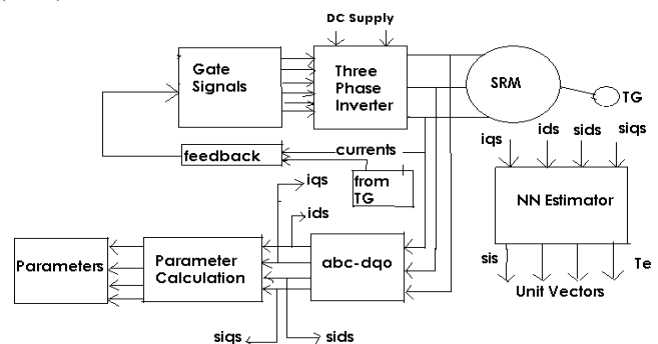 DC Supply
Gate
Signals
Three
Phase
Inverter
SRM
TG
feedback
currents
from
TG
iqs
ids
sids
siqs
NN Estimator
sis
Te
Unit Vectors
iqs
ids
Parameters
Parameter
Calculation
abc-dqo
siqs
sids